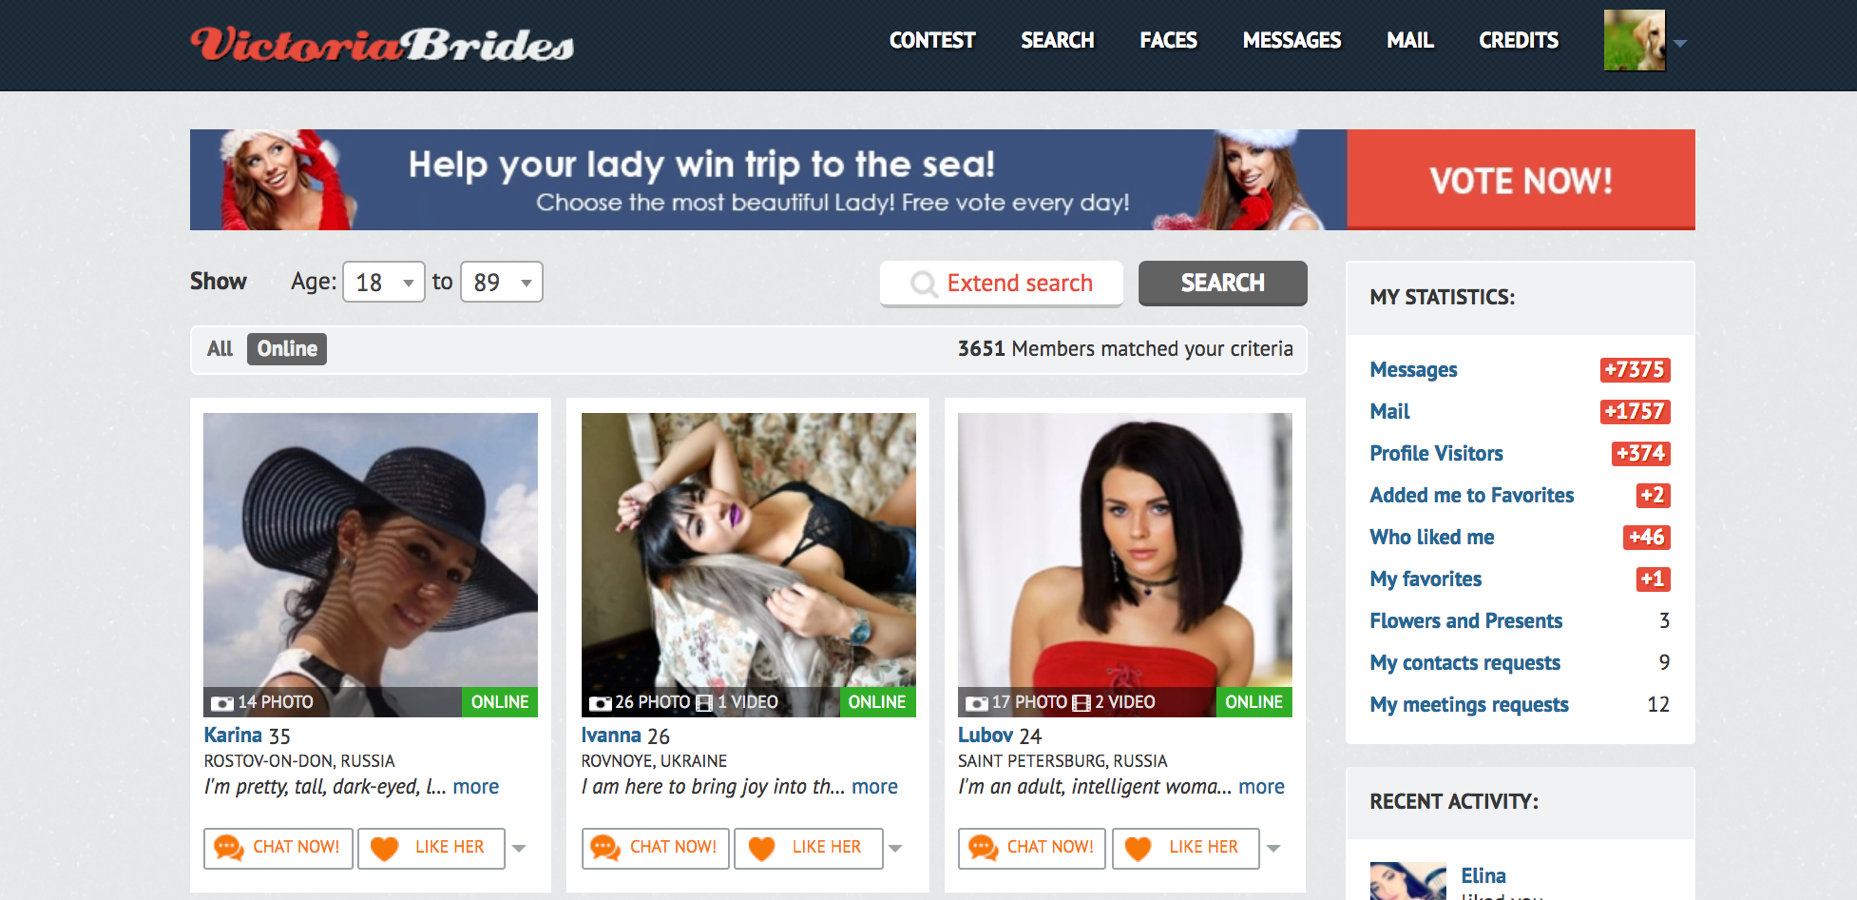 VictoriaBrides
CONTEST SEARCH FACES MESSAGES MAIL CREDITS
Help your lady win trip to the sea!
Choose the most beautiful Lady! Free vote every day!
VOTE NOW!
Show Age: 18 to 89
Extend search
SEARCH
All Online
3651 Members matched your criteria
14 PHOTO ONLINE
Karina 35
ROSTOV-ON-DON, RUSSIA
I'm pretty, tall, dark-eyed, l... more
CHAT NOW! LIKE HER
26 PHOTO 1 VIDEO ONLINE
Ivanna 26
ROVNOYE, UKRAINE
I am here to bring joy into th... more
CHAT NOW! LIKE HER
17 PHOTO 2 VIDEO ONLINE
Lubov 24
SAINT PETERSBURG, RUSSIA
I'm an adult, intelligent woma... more
CHAT NOW! LIKE HER
MY STATISTICS:
Messages +7375
Mail +1757
Profile Visitors +374
Added me to Favorites +2
Who liked me +46
My favorites +1
Flowers and Presents 3
My contacts requests 9
My meetings requests 12
RECENT ACTIVITY:
Elina
liked you